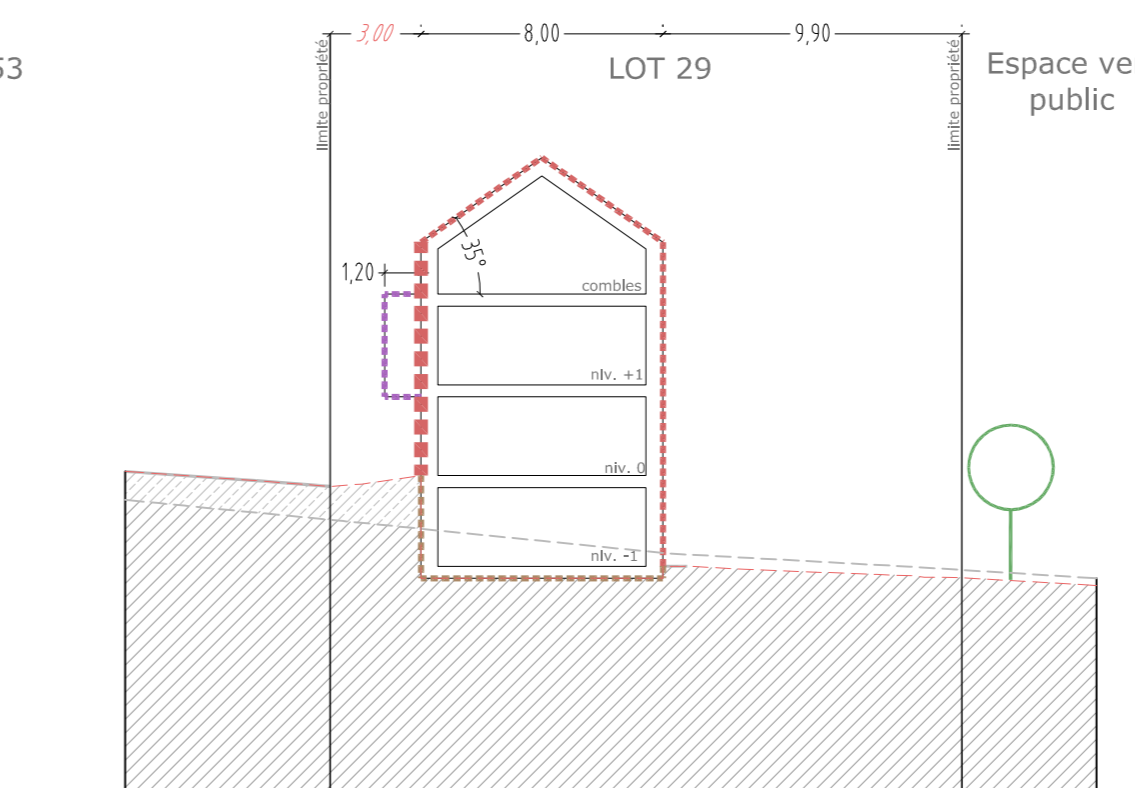 3,00
8,00
9,90
53
limite propriété
LOT 29
limite propriété
Espace ve
public
35°
1,20
combles
niv. +1
niv. 0
niv. -1